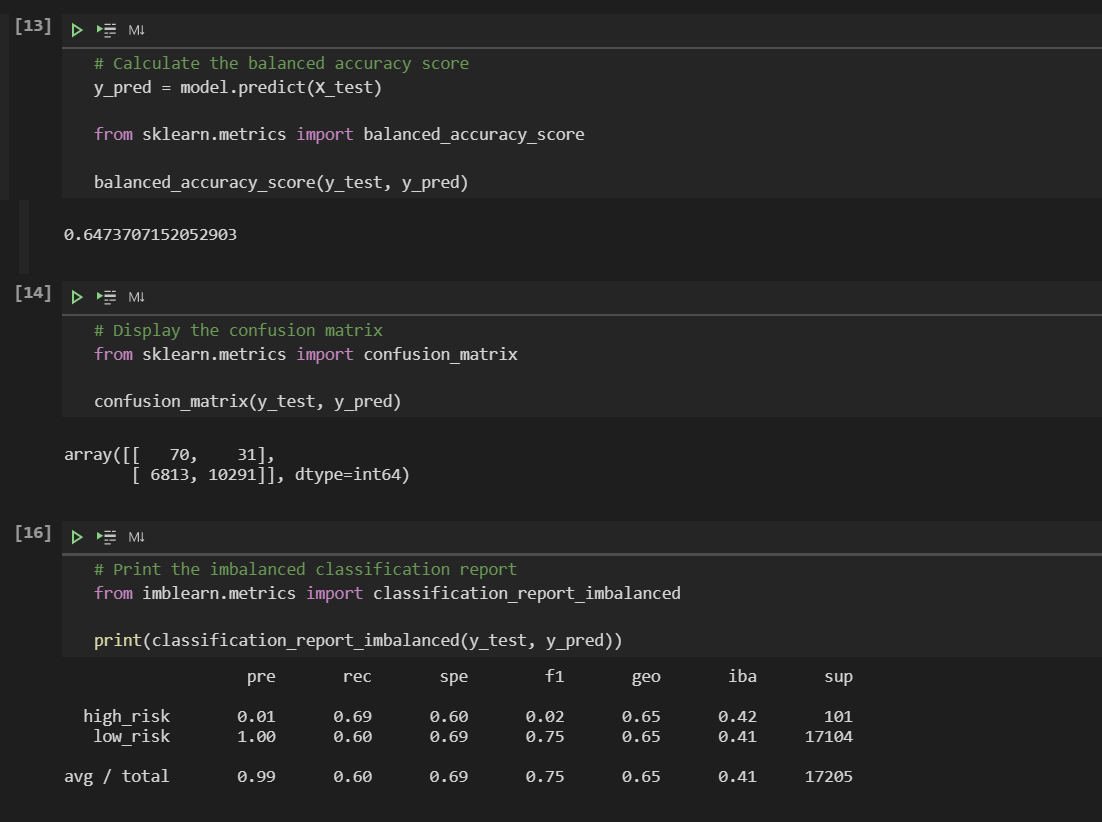 [13]
M↓
# Calculate the balanced accuracy score
y_pred = model.predict(X_test)
from sklearn.metrics import balanced_accuracy_score
balanced_accuracy_score(y_test, y_pred)
0.6473707152052903
[14]
M↓
# Display the confusion matrix
from sklearn.metrics import confusion_matrix
confusion_matrix(y_test, y_pred)
array([[   70,    31],
       [ 6813, 10291]], dtype=int64)
[16]
M↓
# Print the imbalanced classification report
from imblearn.metrics import classification_report_imbalanced
print(classification_report_imbalanced(y_test, y_pred))
pre rec spe f1 geo iba sup
high_risk 0.01 0.69 0.60 0.02 0.65 0.42 101
low_risk 1.00 0.60 0.69 0.75 0.65 0.41 17104
avg / total 0.99 0.60 0.69 0.75 0.65 0.41 17205